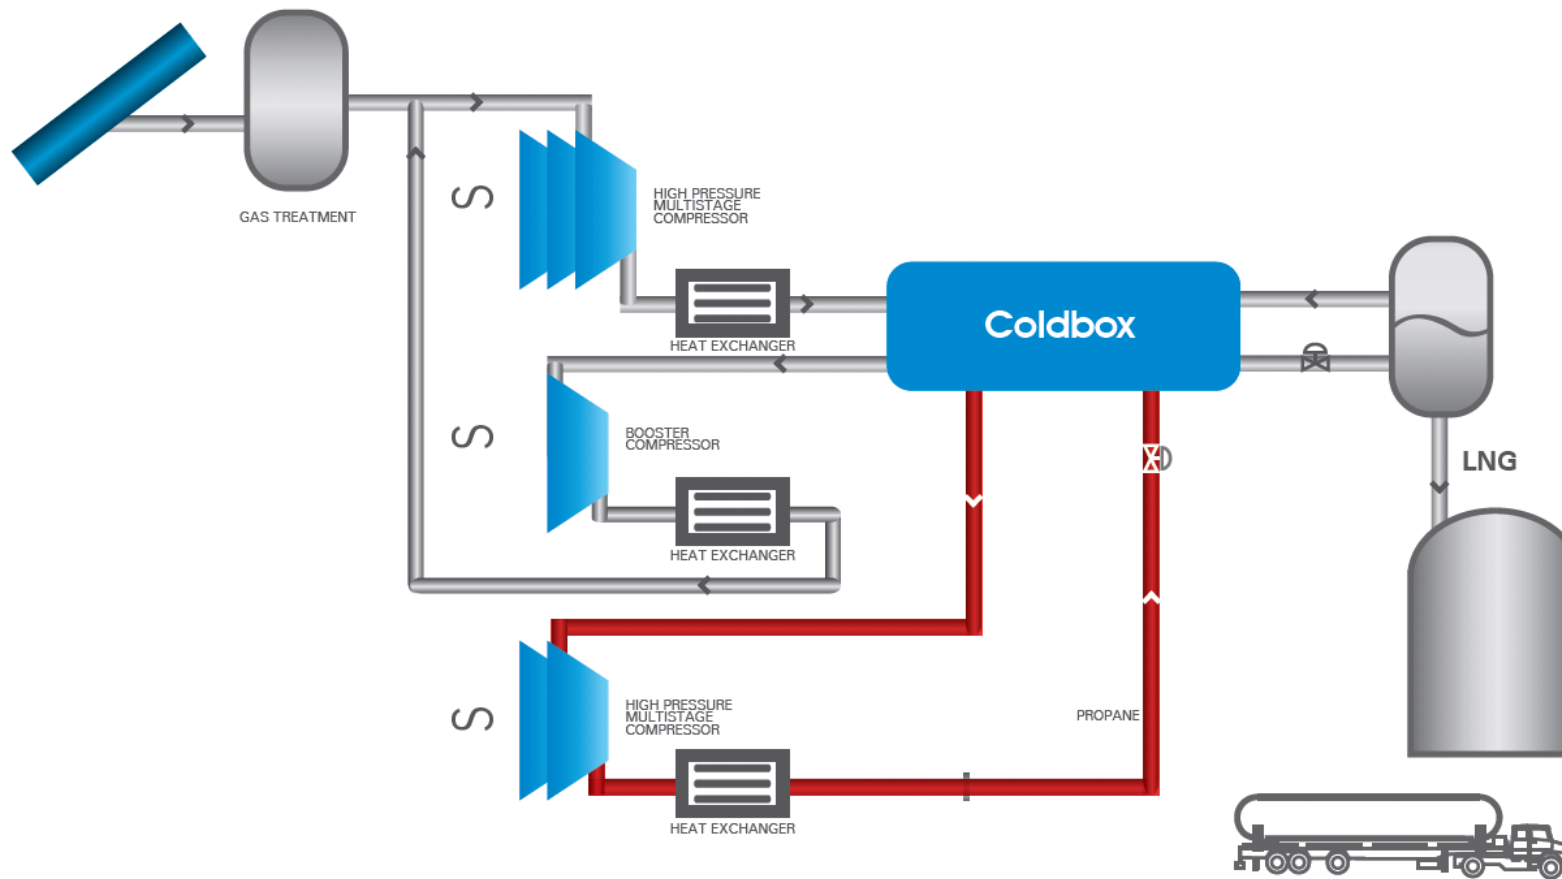 GAS TREATMENT
HIGH PRESSURE
MULTISTAGE
COMPRESSOR
HEAT EXCHANGER
Coldbox
BOOSTER
COMPRESSOR
HEAT EXCHANGER
LNG
HIGH PRESSURE
MULTISTAGE
COMPRESSOR
PROPANE
HEAT EXCHANGER